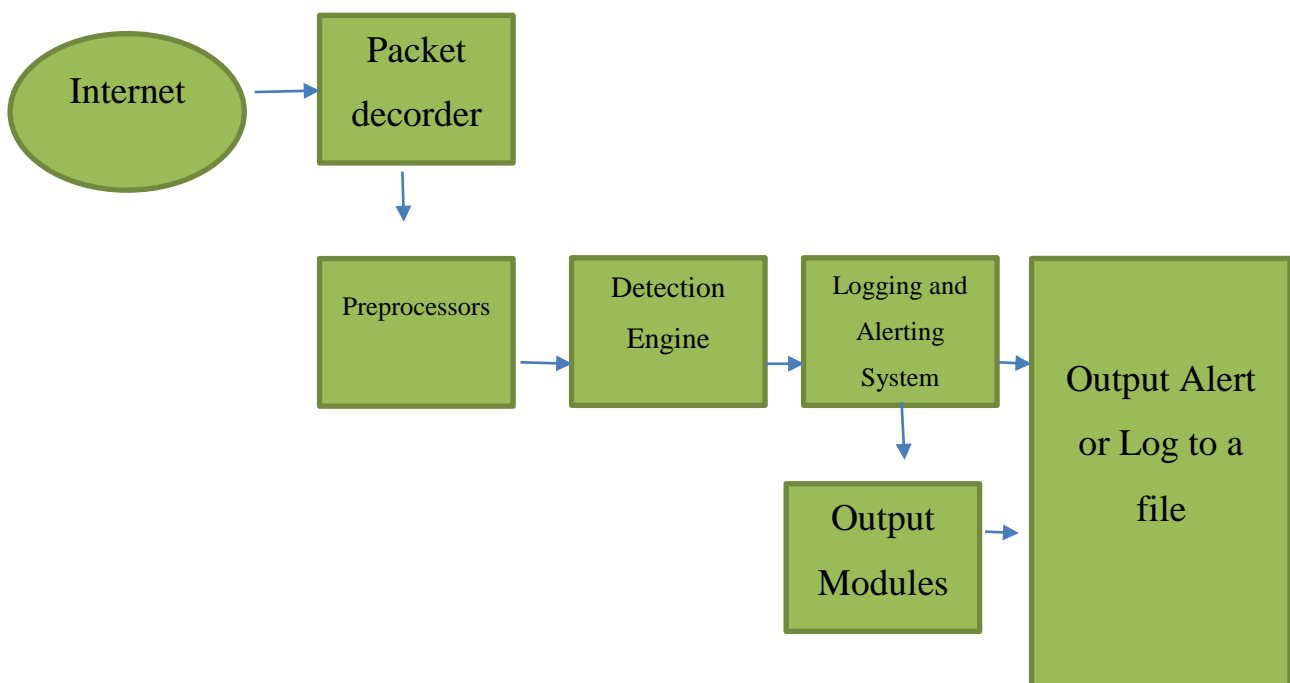 Internet
Packet
decorder
Preprocessors
Detection
Engine
Logging and
Alerting
System
Output Alert
or Log to a
file
Output
Modules